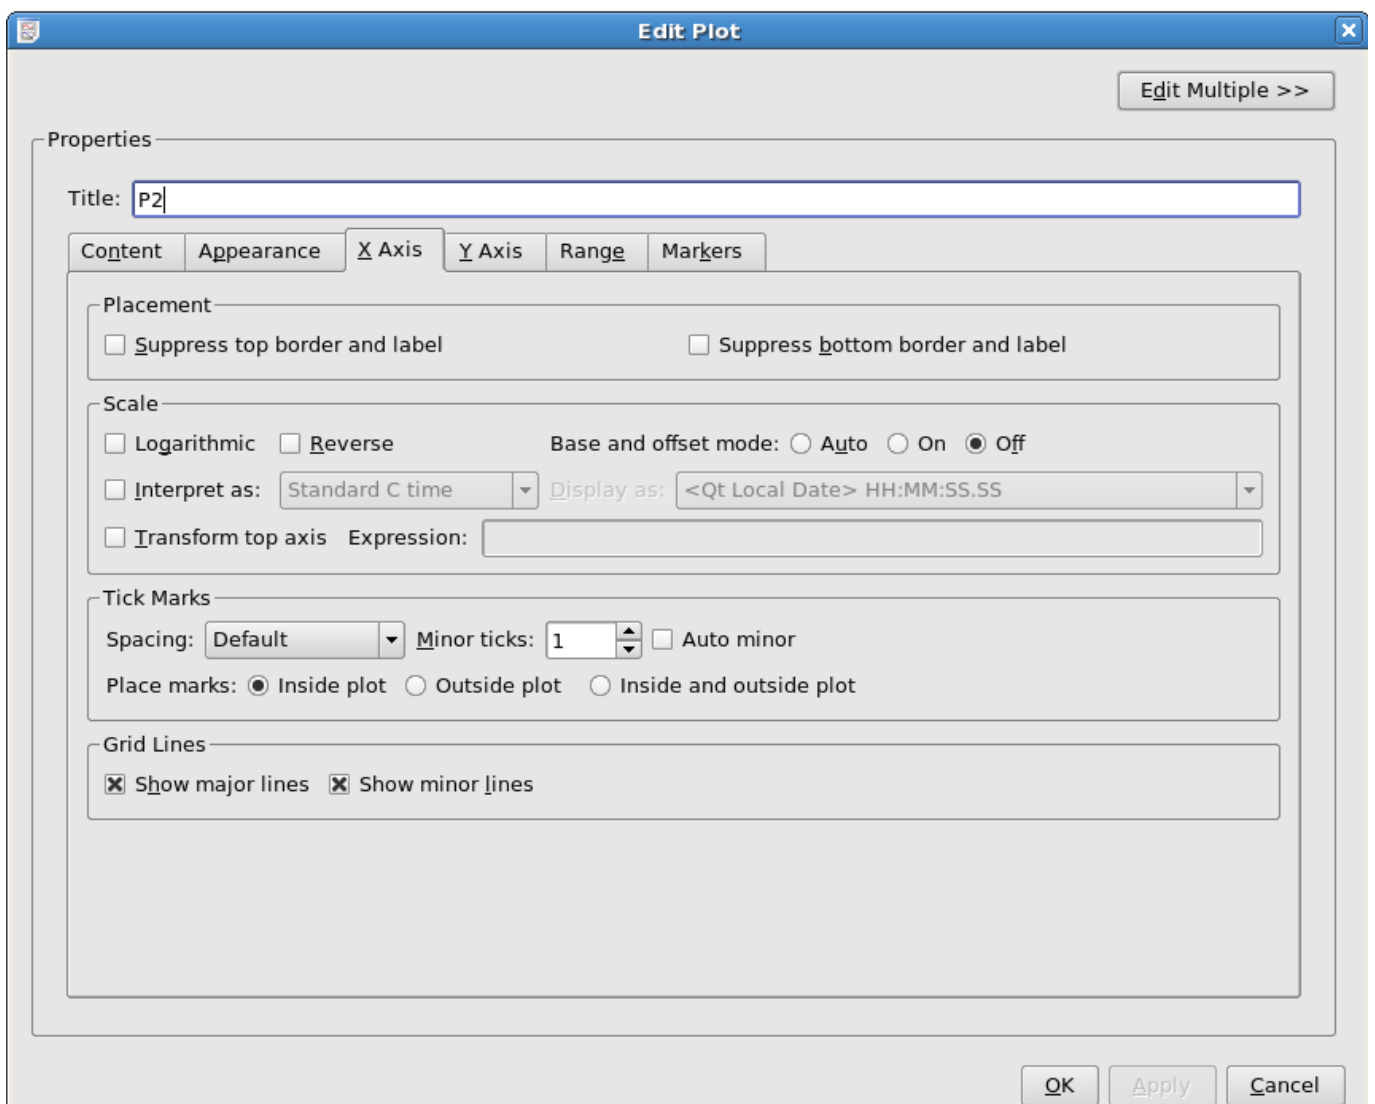 Edit Plot
Edit Multiple >>
Properties
Title: P2
Content Appearance X Axis Y Axis Range Markers
Placement
Suppress top border and label Suppress bottom border and label
Scale
Logarithmic Reverse Base and offset mode: Auto On Off
Interpret as: Standard C time Display as: <Qt Local Date> HH:MM:SS.SS
Transform top axis Expression:
Tick Marks
Spacing: Default Minor ticks: 1 Auto minor
Place marks: Inside plot Outside plot Inside and outside plot
Grid Lines
Show major lines Show minor lines
OK Apply Cancel